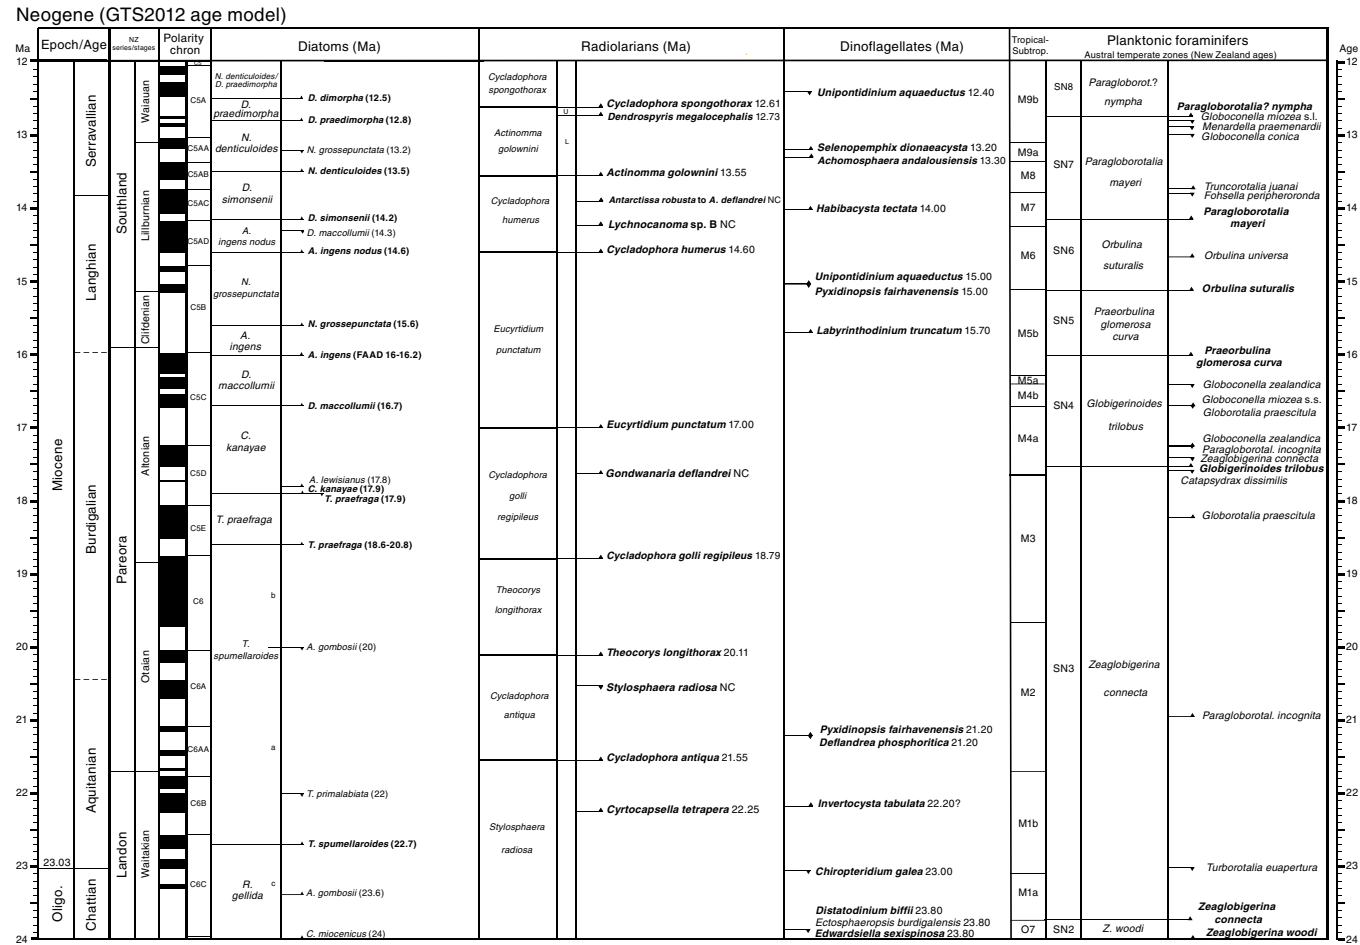 Neogene (GTS2012 age model)
Ma
Epoch/Age
NZ
series/stages
Polarity
chron
Diatoms (Ma)
Radiolarians (Ma)
Dinoflagellates (Ma)
Tropical-
Subtrop.
Planktonic foraminifers
Austral temperate zones (New Zealand ages)
Age
12
13
14
15
16
17
18
19
20
21
22
23
24
Miocene
23.03
Oligo.
Serravallian
Langhian
Burdigalian
Aquitanian
Chattian
Southland
Pareora
Landon
Waiauan
Lillburnian
Clifdenian
Altonian
Otaian
Waitakian
C5A
C5AA
C5AB
C5AC
C5AD
C5B
C5C
C5D
C5E
C6
C6A
C6AA
C6B
C6C
N. denticuloides/
D. praedimorpha
D.
praedimorpha
N.
denticuloides
D.
simonsenii
A.
ingens nodus
N.
grossepunctata
A.
ingens
D.
maccollumii
C.
kanayae
T. praefraga
b
T.
spumellaroides
a
R.
gellida
c
D. dimorpha (12.5)
D. praedimorpha (12.8)
N. grossepunctata (13.2)
N. denticuloides (13.5)
D. simonsenii (14.2)
D. maccollumii (14.3)
A. ingens nodus (14.6)
N. grossepunctata (15.6)
A. ingens (FAAD 16-16.2)
D. maccollumii (16.7)
A. lewisianus (17.8)
C. kanayae (17.9)
T. praefraga (17.9)
T. praefraga (18.6-20.8)
A. gombosii (20)
T. primalabiata (22)
T. spumellaroides (22.7)
A. gombosii (23.6)
C. miocenicus (24)
Cycladophora
spongothorax
Actinomma
golownini
Cycladophora
humerus
Eucyrtidium
punctatum
Cycladophora
golli
regipileus
Theocorys
longithorax
Cycladophora
antiqua
Stylosphaera
radiosa
U
L
Cycladophora spongothorax 12.61
Dendrospyris megalocephalis 12.73
Actinomma golownini 13.55
Antarctissa robusta to A. deflandrei NC
Lychnocanoma sp. B NC
Cycladophora humerus 14.60
Eucyrtidium punctatum 17.00
Gondwanaria deflandrei NC
Cycladophora golli regipileus 18.79
Theocorys longithorax 20.11
Stylosphaera radiosa NC
Cycladophora antiqua 21.55
Cyrtocapsella tetrapera 22.25
Unipontidinium aquaeductus 12.40
Selenopemphix dionaeacysta 13.20
Achomosphaera andalousiensis 13.30
Habibacysta tectata 14.00
Unipontidinium aquaeductus 15.00
Pyxidinopsis fairhavenensis 15.00
Labyrinthodinium truncatum 15.70
Pyxidinopsis fairhavenensis 21.20
Deflandrea phosphoritica 21.20
Invertocysta tabulata 22.20?
Chiropteridium galea 23.00
Distatodinium biffii 23.80
Ectosphaeropsis burdigalensis 23.80
Edwardsiella sexispinosa 23.80
M9b
M9a
M8
M7
M6
M5b
M5a
M4b
M4a
M3
M2
M1b
M1a
O7
SN8
SN7
SN6
SN5
SN4
SN3
SN2
Paragloborot.?
nympha
Paragloborotalia
mayeri
Orbulina
suturalis
Praeorbulina
glomerosa
curva
Globigerinoides
trilobus
Zeaglobigerina
connecta
Z. woodi
Paragloborotalia? nympha
Globoconella miozea s.l.
Menardella praemenardii
Globoconella conica
Truncorotalia juanai
Fohsella peripheroronda
Paragloborotalia
mayeri
Orbulina universa
Orbulina suturalis
Praeorbulina
glomerosa curva
Globoconella zealandica
Globoconella miozea s.s.
Globorotalia praescitula
Globoconella zealandica
Paragloborotal. incognita
Zeaglobigerina connecta
Globigerinoides trilobus
Catapsydrax dissimilis
Globorotalia praescitula
Paragloborotal. incognita
Turborotalia euapertura
Zeaglobigerina
connecta
Zeaglobigerina woodi
12
13
14
15
16
17
18
19
20
21
22
23
24